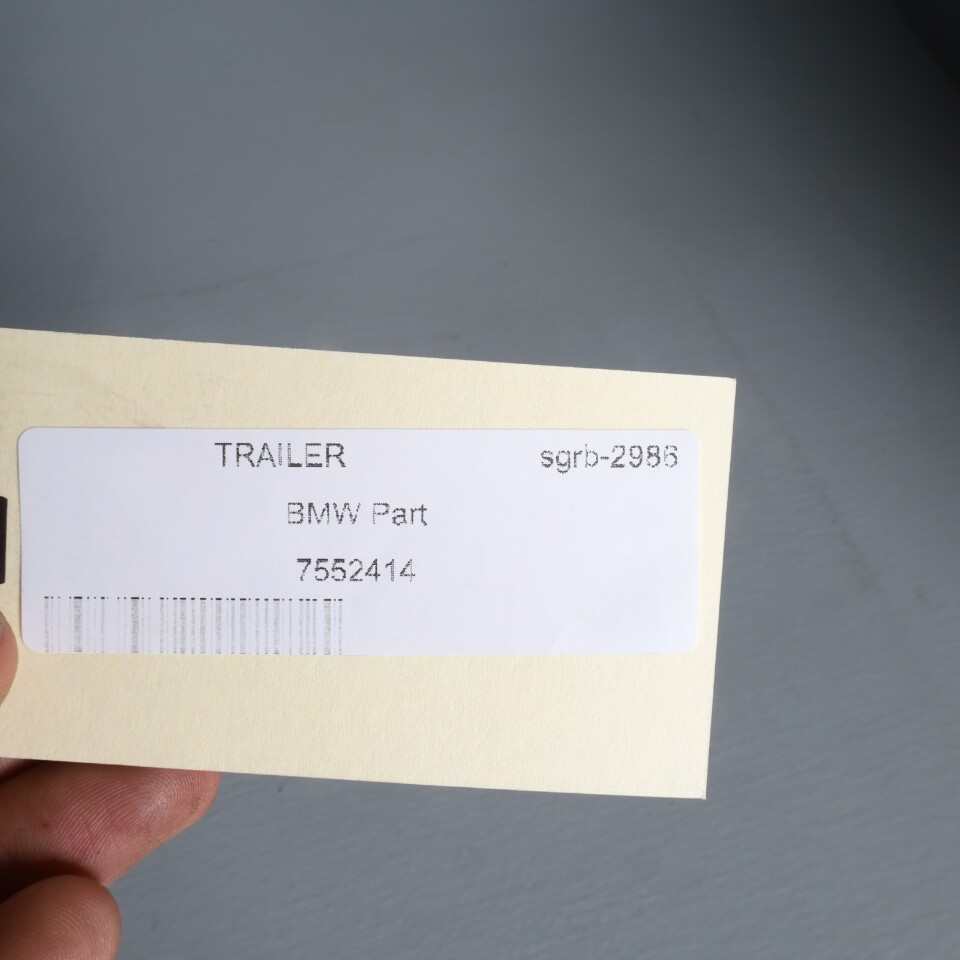 TRAILER sgrb-2986
BMW Part
7552414